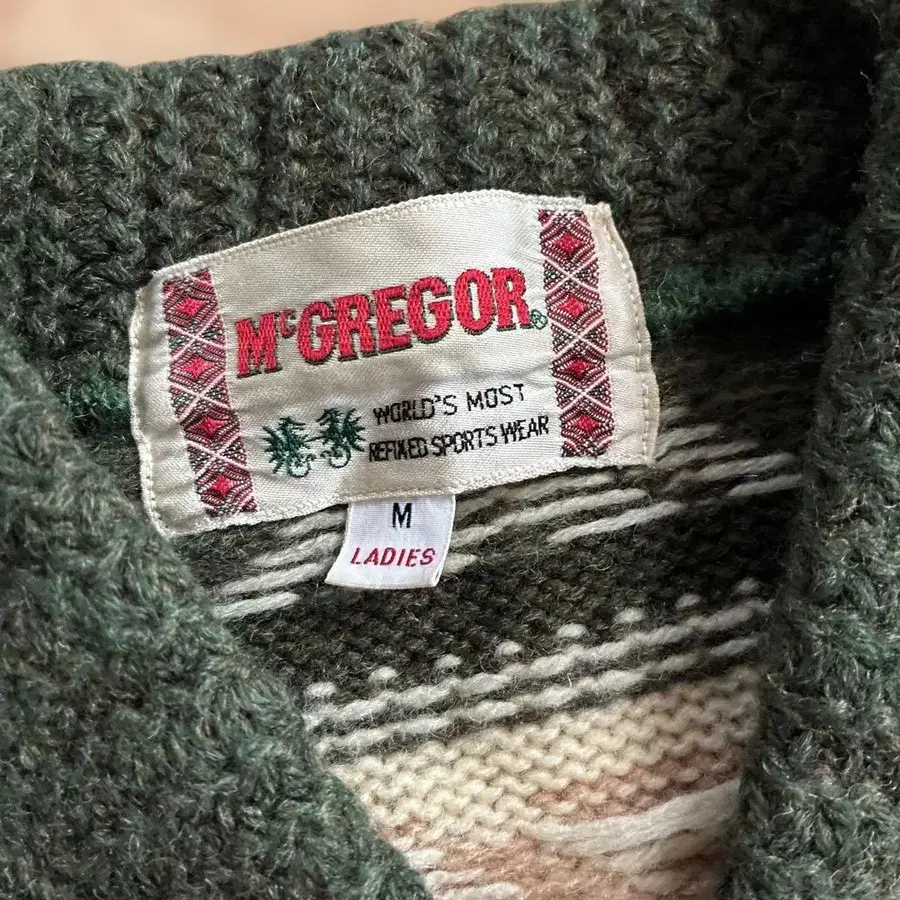 McGREGOR®
WORLD'S MOST
REFINED SPORTS WEAR
M
LADIES